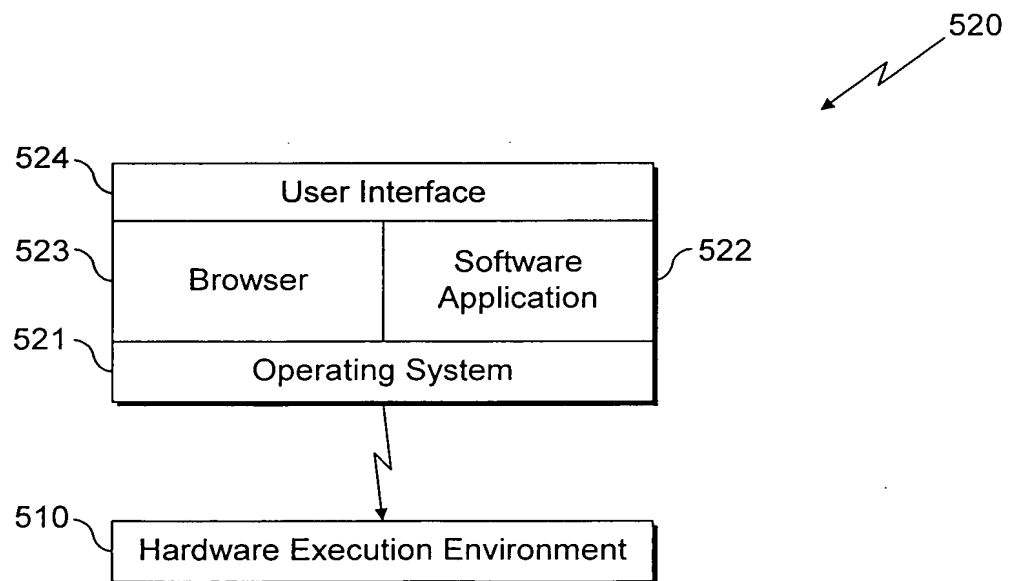 520
524
User Interface
523
Browser
Software
Application
522
521
Operating System
510
Hardware Execution Environment